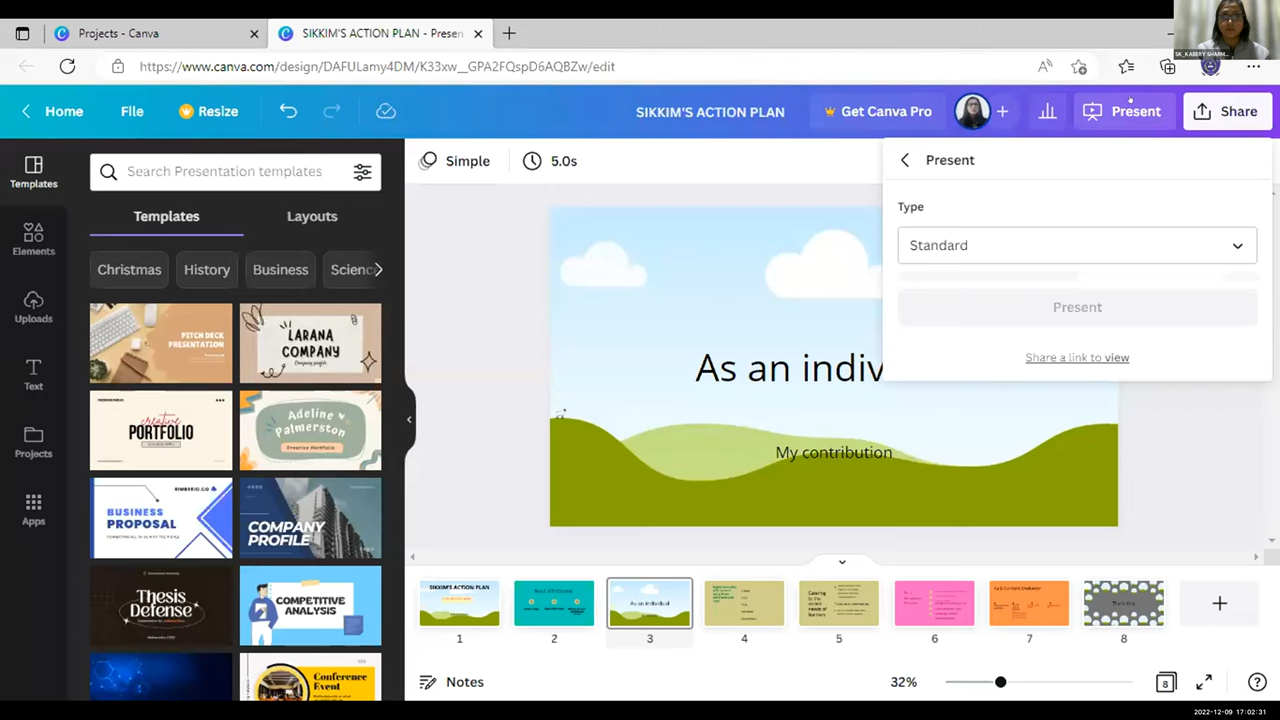 Projects - Canva
SIKKIM'S ACTION PLAN - Presen
https://www.canva.com/design/DAFULamy4DM/K33xw__GPA2FQspD6AQBZw/edit
Home
File
Resize
SIKKIM'S ACTION PLAN
Get Canva Pro
Present
Share
Templates
Elements
Uploads
Text
Projects
Apps
Search Presentation templates
Templates
Layouts
Christmas
History
Business
Scienc
PITCH DECK
PRESENTATION
LARANA
COMPANY
Company profile
creative
PORTFOLIO
Adeline
Palmerston
Creative Portfolio
BUSINESS
PROPOSAL
COMPANY
PROFILE
Thesis
Defense
COMPETITIVE
ANALYSIS
Conference
Event
Simple
5.0s
As an indiv
My contribution
Present
Type
Standard
Present
Share a link to view
SIKKIM'S ACTION PLAN
As an individual
Thank You
1
2
3
4
5
6
7
8
Notes
32%
8
2022-12-09 17:02:31